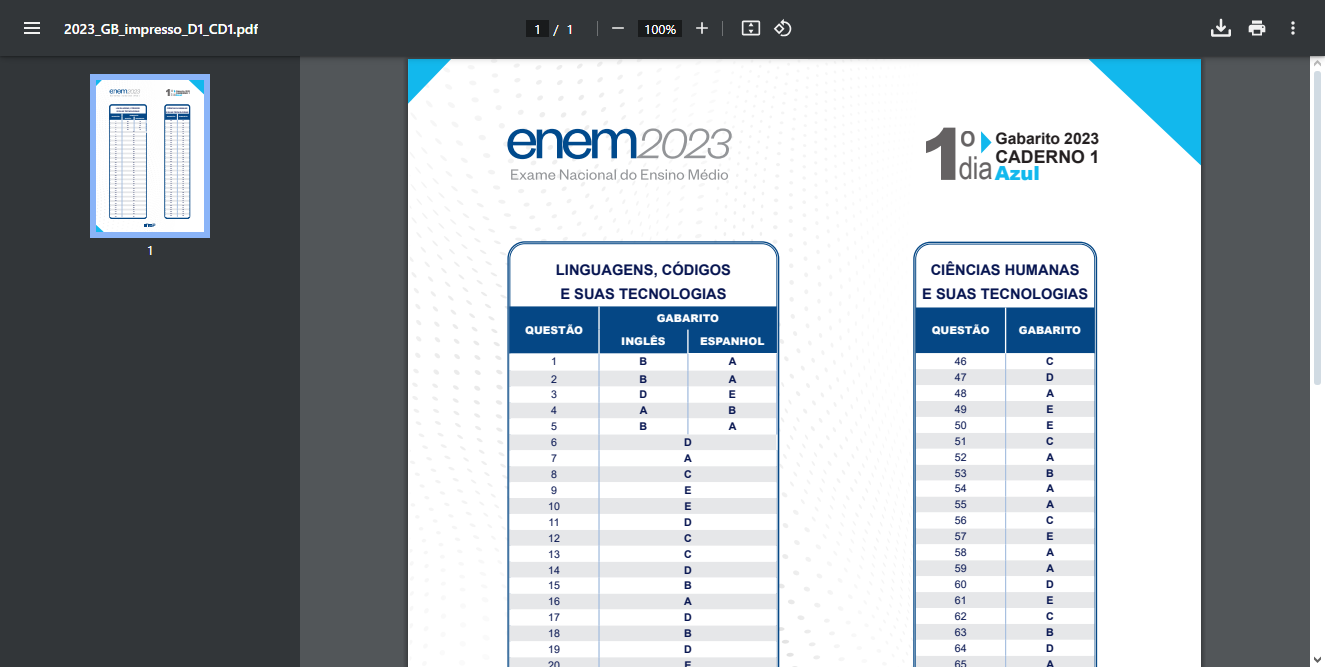 2023_GB_impresso_D1_CD1.pdf
1 / 1
100%
1
enem2023
Exame Nacional do Ensino Médio
1º dia
Gabarito 2023
CADERNO 1
Azul
LINGUAGENS, CÓDIGOS
E SUAS TECNOLOGIAS
QUESTÃO GABARITO
INGLÊS ESPANHOL
1 B A
2 B A
3 D E
4 A B
5 B A
6 D
7 A
8 C
9 E
10 E
11 D
12 C
13 C
14 D
15 B
16 A
17 D
18 B
19 D
20 E
CIÊNCIAS HUMANAS
E SUAS TECNOLOGIAS
QUESTÃO GABARITO
46 C
47 D
48 A
49 E
50 E
51 C
52 A
53 B
54 A
55 A
56 C
57 E
58 A
59 A
60 D
61 E
62 C
63 B
64 D
65 A